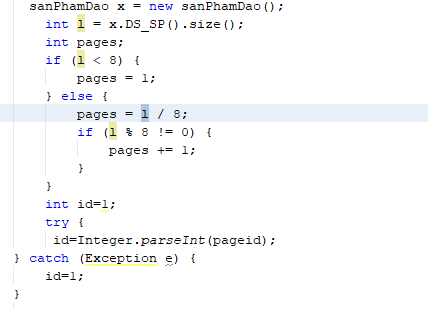 sanPhamDao x = new sanPhamDao();
int l = x.DS_SP().size();
int pages;
if (l < 8) {
pages = 1;
} else {
pages = l / 8;
if (l % 8 != 0) {
pages += 1;
}
}
int id=1;
try {
id=Integer.parseInt(pageid);
} catch (Exception e) {
id=1;
}